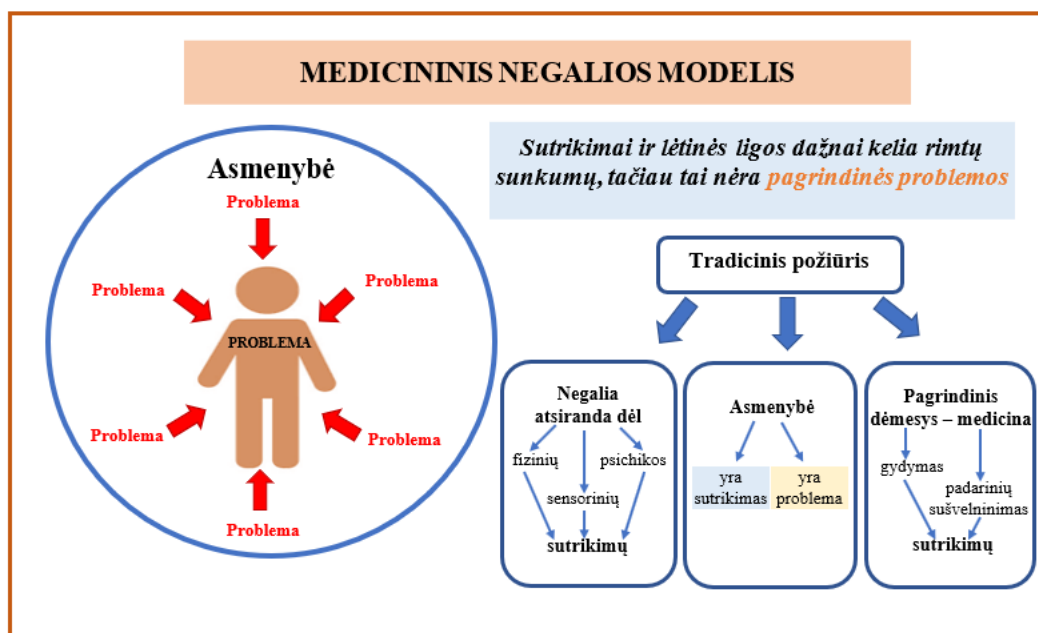 MEDICININIS NEGALIOS MODELIS
Asmenybė
Problema
Problema
Problema
PROBLEMA
Problema
Problema
Problema
Sutrikimai ir lėtinės ligos dažnai kelia rimtų
sunkumų, tačiau tai nėra pagrindinės problemos
Tradicinis požiūris
Negalia
atsiranda dėl
fizinių
psichikos
sensorinių
sutrikimų
Asmenybė
yra
sutrikimas
yra
problema
Pagrindinis
dėmesys – medicina
gydymas
padarinių
sušvelninimas
sutrikimų